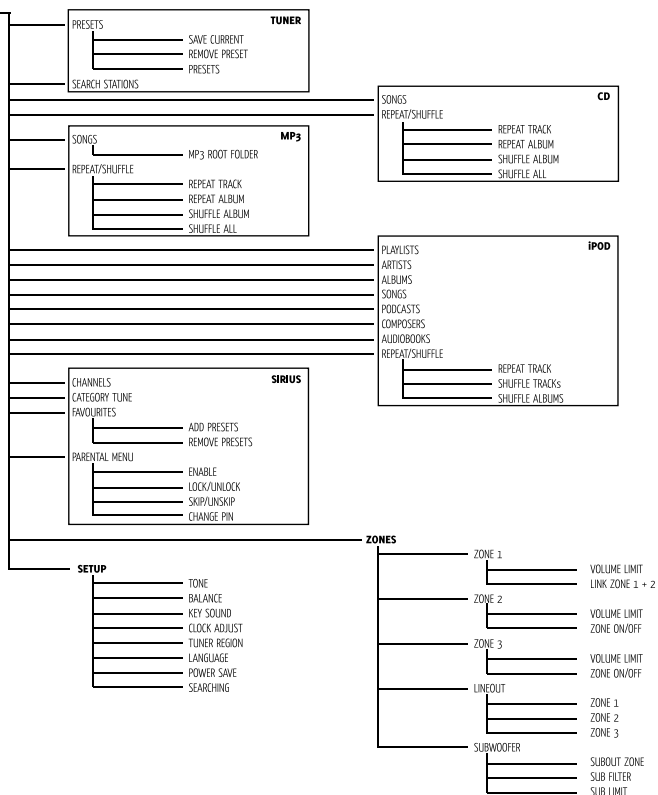 TUNER
PRESETS
SAVE CURRENT
REMOVE PRESET
PRESETS
SEARCH STATIONS
CD
SONGS
REPEAT/SHUFFLE
REPEAT TRACK
REPEAT ALBUM
SHUFFLE ALBUM
SHUFFLE ALL
MP3
SONGS
MP3 ROOT FOLDER
REPEAT/SHUFFLE
REPEAT TRACK
REPEAT ALBUM
SHUFFLE ALBUM
SHUFFLE ALL
iPOD
PLAYLISTS
ARTISTS
ALBUMS
SONGS
PODCASTS
COMPOSERS
AUDIOBOOKS
REPEAT/SHUFFLE
REPEAT TRACK
SHUFFLE TRACKs
SHUFFLE ALBUMS
SIRIUS
CHANNELS
CATEGORY TUNE
FAVOURITES
ADD PRESETS
REMOVE PRESETS
PARENTAL MENU
ENABLE
LOCK/UNLOCK
SKIP/UNSKIP
CHANGE PIN
ZONES
ZONE 1
VOLUME LIMIT
LINK ZONE 1 + 2
ZONE 2
VOLUME LIMIT
ZONE ON/OFF
ZONE 3
VOLUME LIMIT
ZONE ON/OFF
LINEOUT
ZONE 1
ZONE 2
ZONE 3
SUBWOOFER
SUBOUT ZONE
SUB FILTER
SUB LIMIT
SETUP
TONE
BALANCE
KEY SOUND
CLOCK ADJUST
TUNER REGION
LANGUAGE
POWER SAVE
SEARCHING